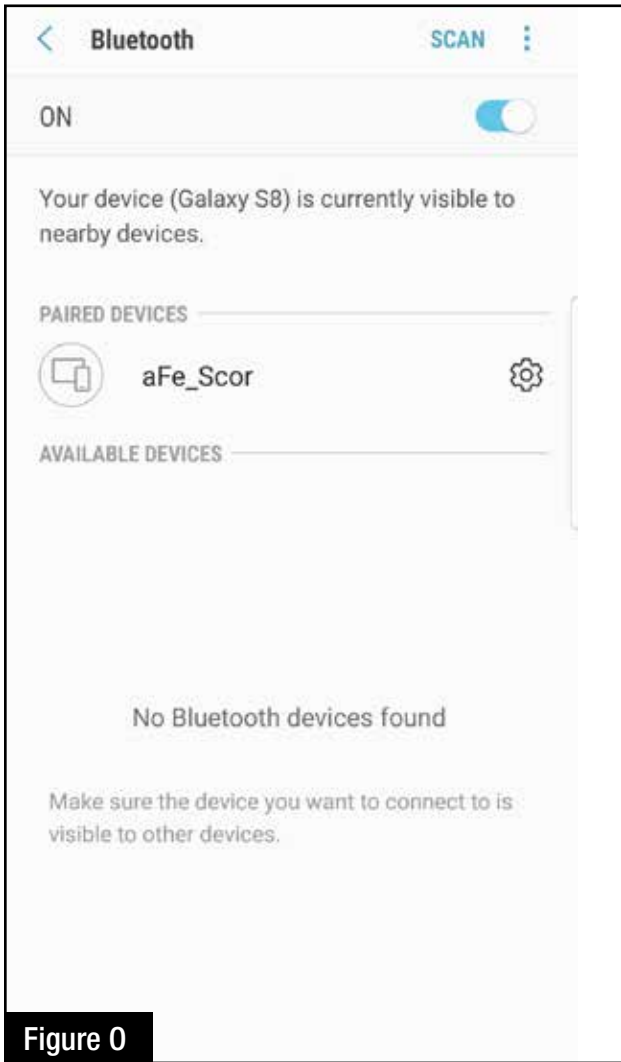 Bluetooth SCAN
ON
Your device (Galaxy S8) is currently visible to
nearby devices.
PAIRED DEVICES
aFe_Scor
AVAILABLE DEVICES
No Bluetooth devices found
Make sure the device you want to connect to is
visible to other devices.
Figure O